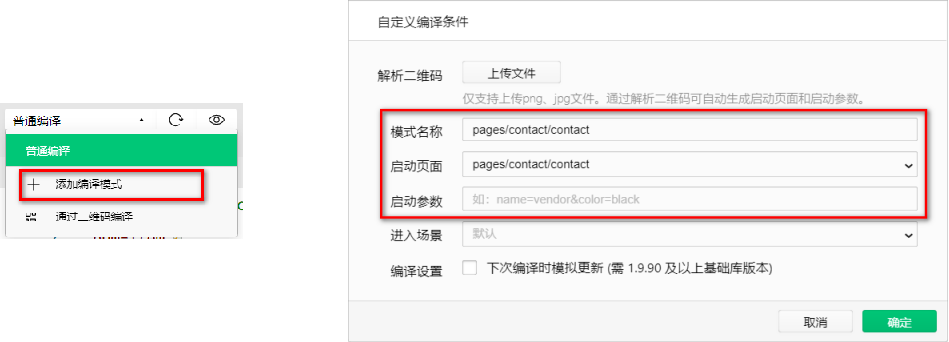 普通编译
普通编译
添加编译模式
通过二维码编译
自定义编译条件
解析二维码
上传文件
仅支持上传png、jpg文件。通过解析二维码可自动生成启动页面和启动参数。
模式名称
pages/contact/contact
启动页面
pages/contact/contact
启动参数
如：name=vendor&color=black
进入场景
默认
编译设置
下次编译时模拟更新 (需 1.9.90 及以上基础库版本)
取消
确定